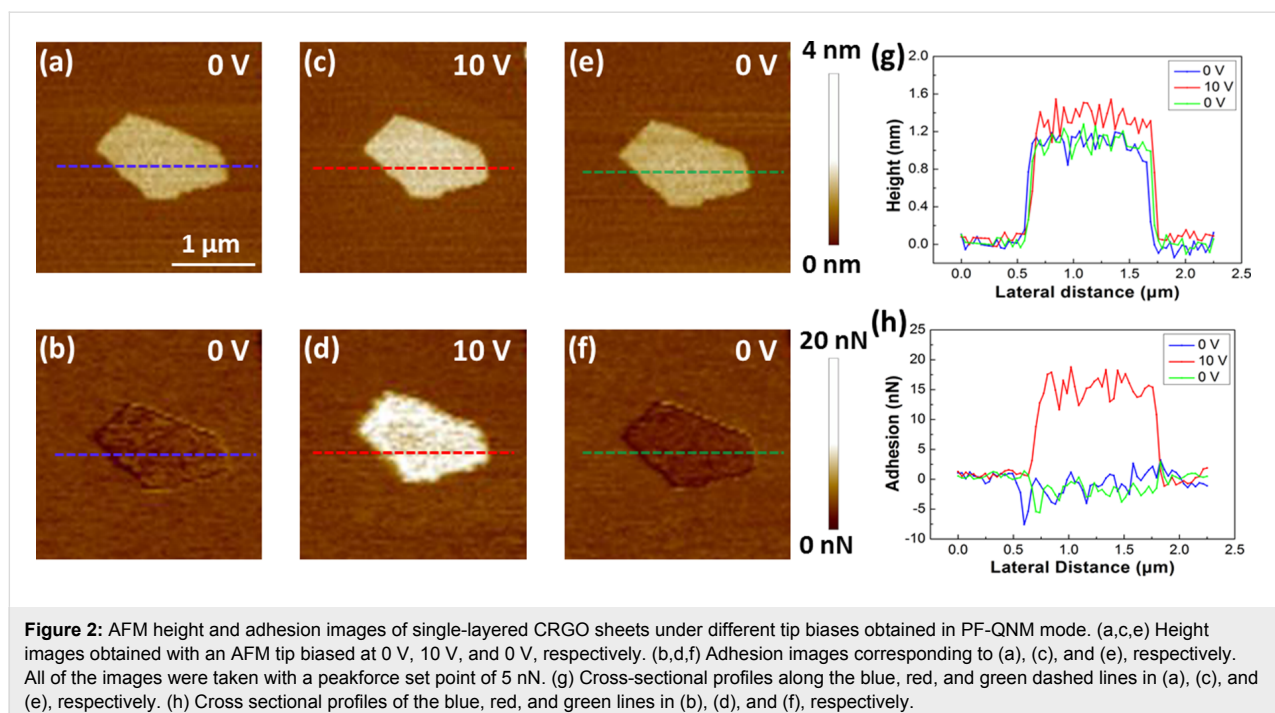 (a) 0 V
(c) 10 V
(e) 0 V
4 nm
0 nm
1 µm
(g)
2.0
1.6
1.2
0.8
0.4
0.0
Height (nm)
0 V
10 V
0 V
0.0 0.5 1.0 1.5 2.0 2.5
Lateral distance (µm)
(b) 0 V
(d) 10 V
(f) 0 V
20 nN
0 nN
(h)
25
20
15
10
5
0
-5
-10
Adhesion (nN)
0 V
10 V
0 V
0.0 0.5 1.0 1.5 2.0 2.5
Lateral Distance (µm)
Figure 2: AFM height and adhesion images of single-layered CRGO sheets under different tip biases obtained in PF-QNM mode. (a,c,e) Height
images obtained with an AFM tip biased at 0 V, 10 V, and 0 V, respectively. (b,d,f) Adhesion images corresponding to (a), (c), and (e), respectively.
All of the images were taken with a peakforce set point of 5 nN. (g) Cross-sectional profiles along the blue, red, and green dashed lines in (a), (c), and
(e), respectively. (h) Cross sectional profiles of the blue, red, and green lines in (b), (d), and (f), respectively.